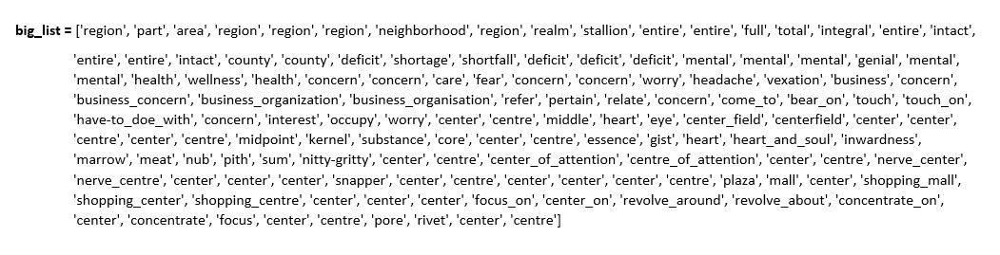 big_list = ['region', 'part', 'area', 'region', 'region', 'region', 'neighborhood', 'region', 'realm', 'stallion', 'entire', 'entire', 'full', 'total', 'integral', 'entire', 'intact',
'entire', 'entire', 'intact', 'county', 'county', 'deficit', 'shortage', 'shortfall', 'deficit', 'deficit', 'deficit', 'mental', 'mental', 'mental', 'genial', 'mental',
'mental', 'health', 'wellness', 'health', 'concern', 'concern', 'care', 'fear', 'concern', 'concern', 'worry', 'headache', 'vexation', 'business', 'concern',
'business_concern', 'business_organization', 'business_organisation', 'refer', 'pertain', 'relate', 'concern', 'come_to', 'bear_on', 'touch', 'touch_on',
'have-to_doe_with', 'concern', 'interest', 'occupy', 'worry', 'center', 'centre', 'middle', 'heart', 'eye', 'center_field', 'centerfield', 'center', 'center',
'centre', 'center', 'centre', 'midpoint', 'kernel', 'substance', 'core', 'center', 'centre', 'essence', 'gist', 'heart', 'heart_and_soul', 'inwardness',
'marrow', 'meat', 'nub', 'pith', 'sum', 'nitty-gritty', 'center', 'centre', 'center_of_attention', 'centre_of_attention', 'center', 'centre', 'nerve_center',
'nerve_centre', 'center', 'center', 'center', 'snapper', 'center', 'centre', 'center', 'center', 'center', 'centre', 'plaza', 'mall', 'center', 'shopping_mall',
'shopping_center', 'shopping_centre', 'center', 'center', 'center', 'focus_on', 'center_on', 'revolve_around', 'revolve_about', 'concentrate_on',
'center', 'concentrate', 'focus', 'center', 'centre', 'pore', 'rivet', 'center', 'centre']